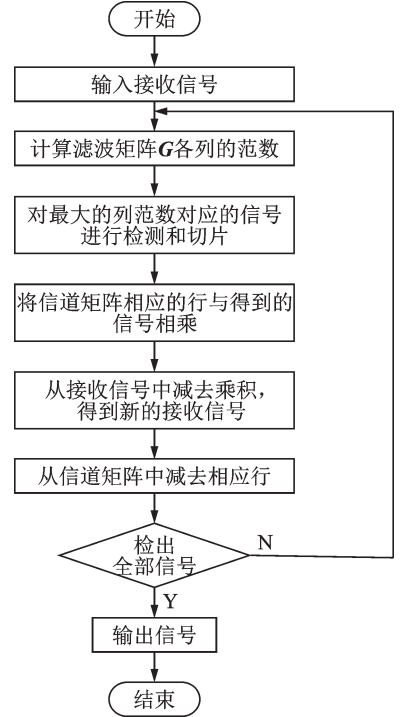 开始
输入接收信号
计算滤波矩阵G各列的范数
对最大的列范数对应的信号
进行检测和切片
将信道矩阵相应的行与得到的
信号相乘
从接收信号中减去乘积，
得到新的接收信号
从信道矩阵中减去相应行
检出
全部信号
N
Y
输出信号
结束